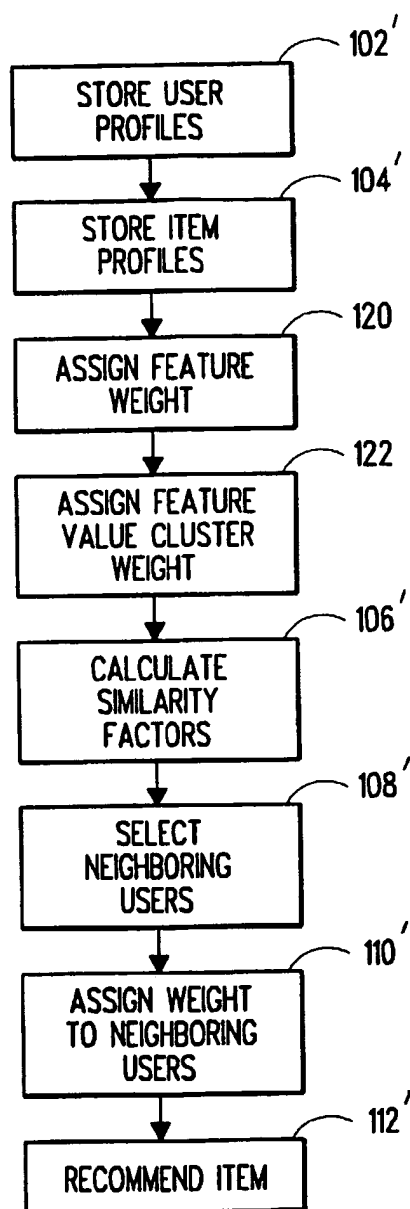 102'
STORE USER
PROFILES
104'
STORE ITEM
PROFILES
120
ASSIGN FEATURE
WEIGHT
122
ASSIGN FEATURE
VALUE CLUSTER
WEIGHT
106'
CALCULATE
SIMILARITY
FACTORS
108'
SELECT
NEIGHBORING
USERS
110'
ASSIGN WEIGHT
TO NEIGHBORING
USERS
112'
RECOMMEND ITEM